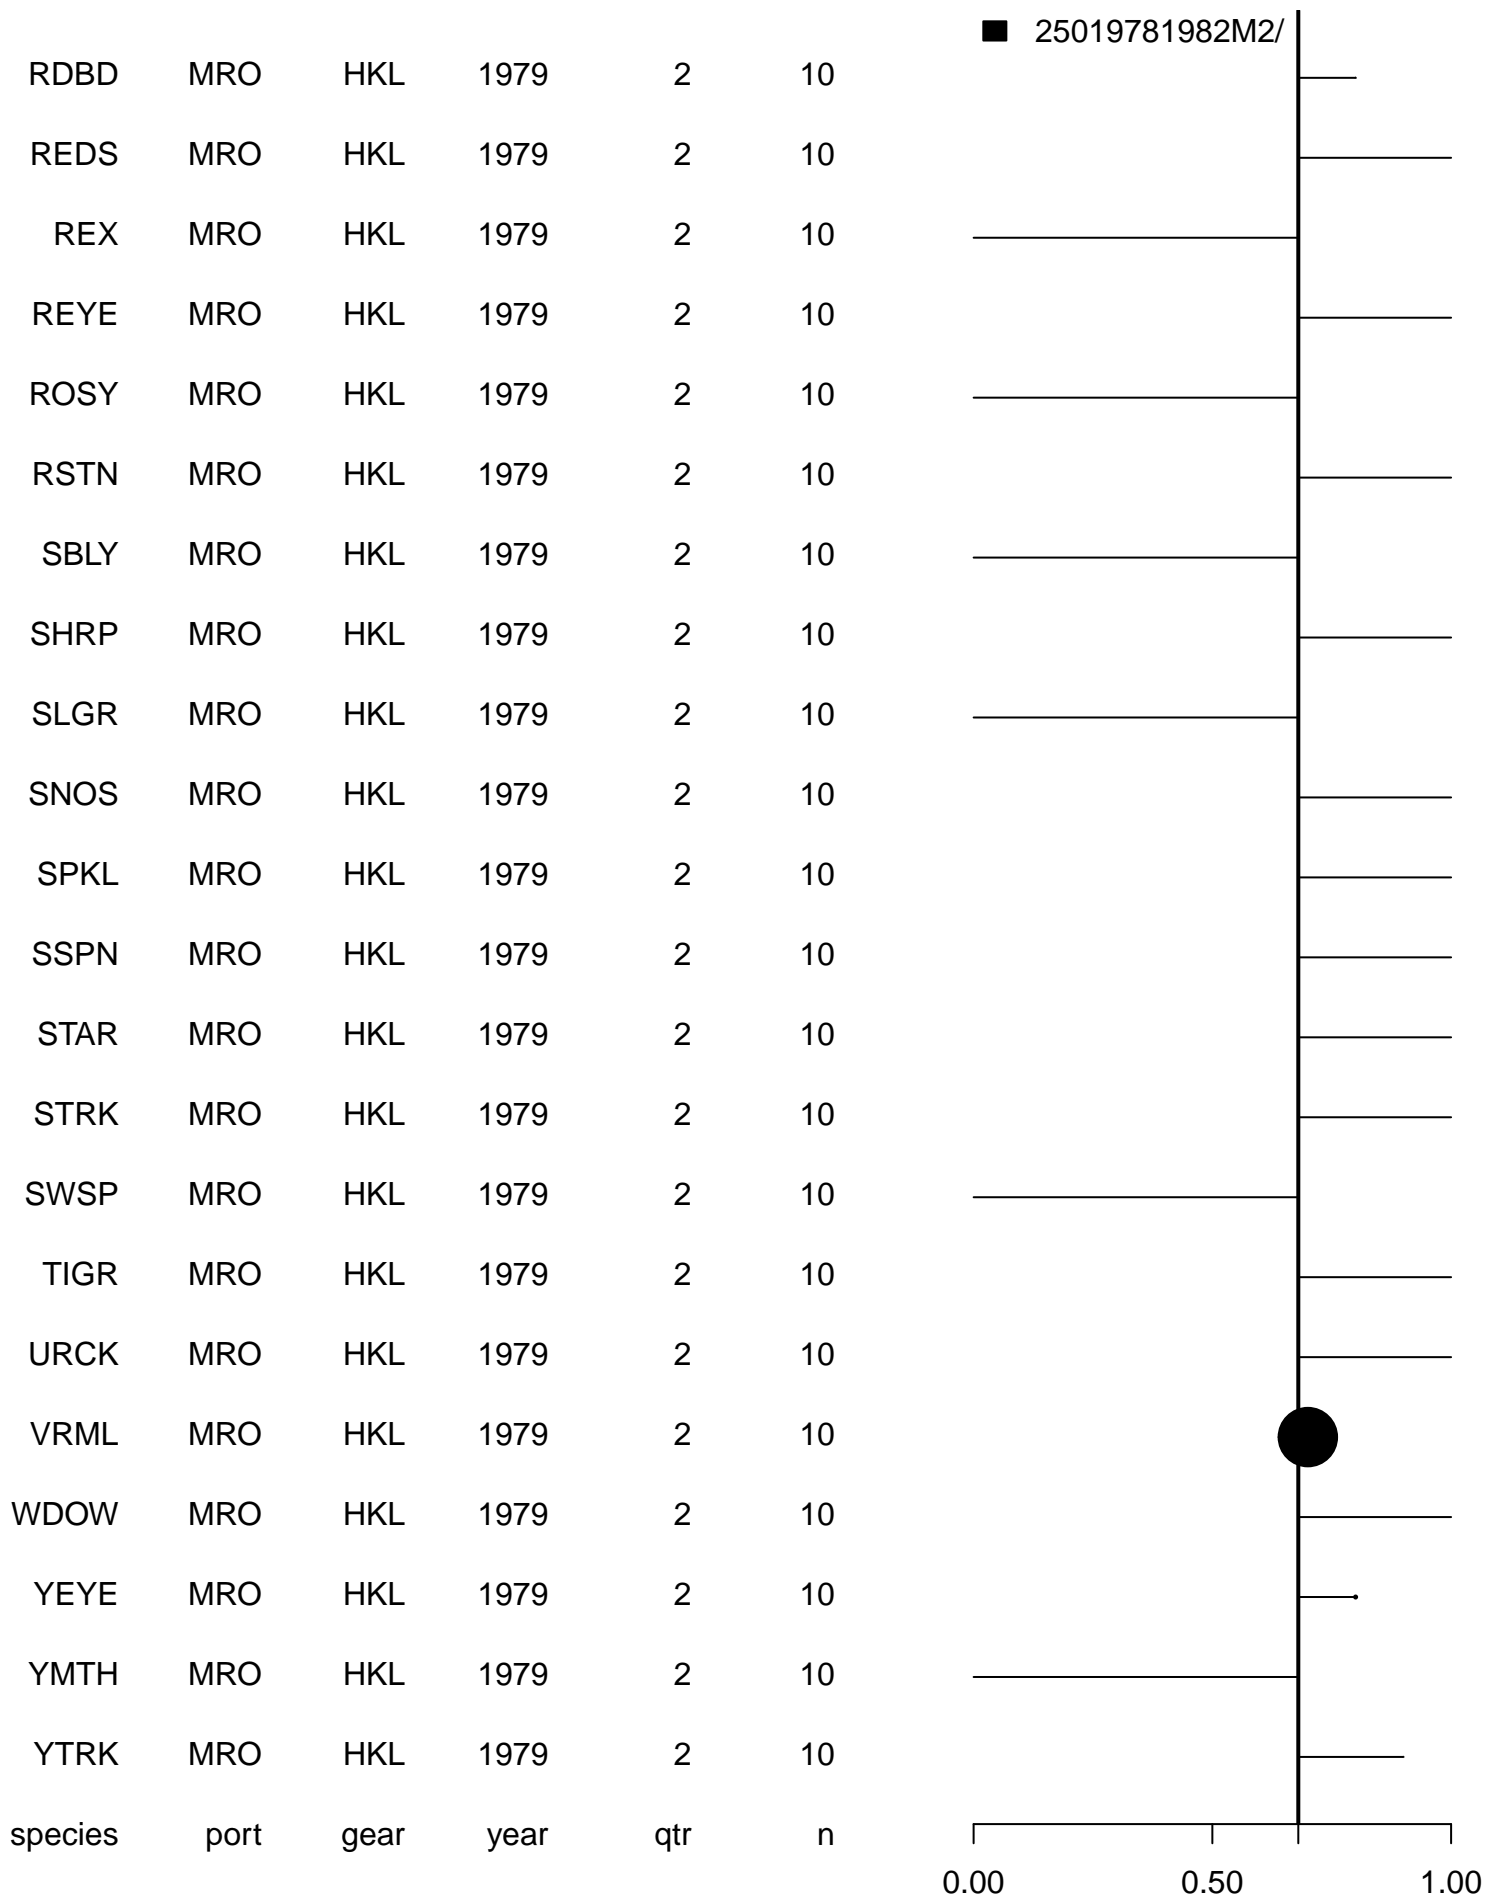 25019781982M2/
RDBD MRO HKL 1979 2 10
REDS MRO HKL 1979 2 10
REX MRO HKL 1979 2 10
REYE MRO HKL 1979 2 10
ROSY MRO HKL 1979 2 10
RSTN MRO HKL 1979 2 10
SBLY MRO HKL 1979 2 10
SHRP MRO HKL 1979 2 10
SLGR MRO HKL 1979 2 10
SNOS MRO HKL 1979 2 10
SPKL MRO HKL 1979 2 10
SSPN MRO HKL 1979 2 10
STAR MRO HKL 1979 2 10
STRK MRO HKL 1979 2 10
SWSP MRO HKL 1979 2 10
TIGR MRO HKL 1979 2 10
URCK MRO HKL 1979 2 10
VRML MRO HKL 1979 2 10
WDOW MRO HKL 1979 2 10
YEYE MRO HKL 1979 2 10
YMTH MRO HKL 1979 2 10
YTRK MRO HKL 1979 2 10
species port gear year qtr n
0.00 0.50 1.00